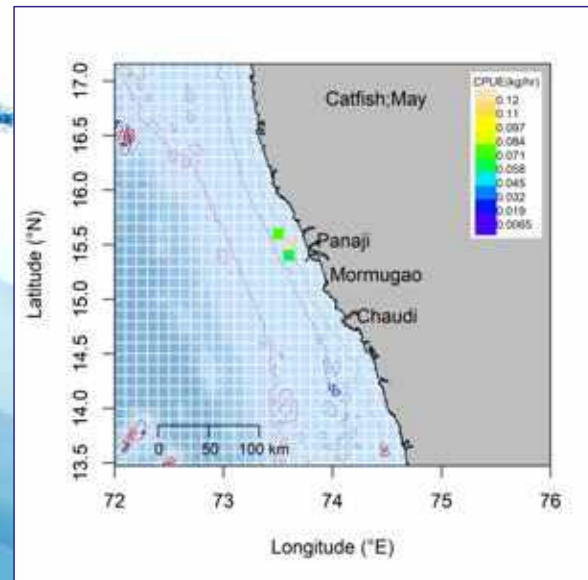 Catfish;May
CPUE(kg/hr)
0.12
0.11
0.097
0.084
0.071
0.058
0.045
0.032
0.019
0.0065
Panaji
Mormugao
Chaudi
0 50 100 km
17.0
16.5
16.0
15.5
15.0
14.5
14.0
13.5
Latitude (°N)
72 73 74 75 76
Longitude (°E)